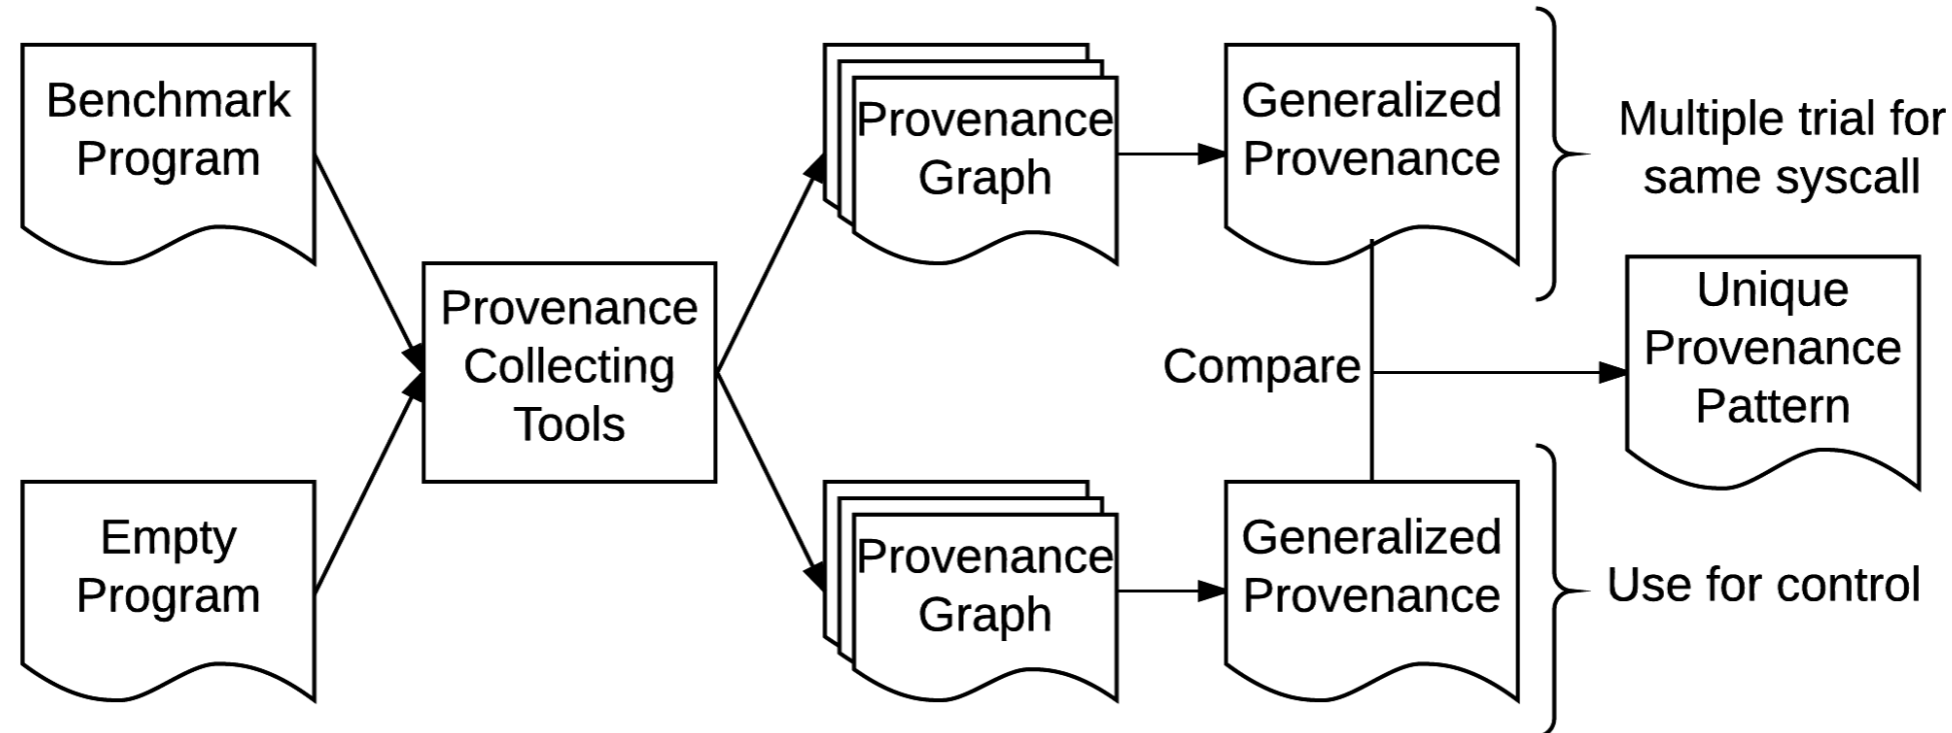 Benchmark
Program
Provenance
Graph
Generalized
Provenance
Multiple trial for
same syscall
Provenance
Collecting
Tools
Compare
Unique
Provenance
Pattern
Empty
Program
Provenance
Graph
Generalized
Provenance
Use for control